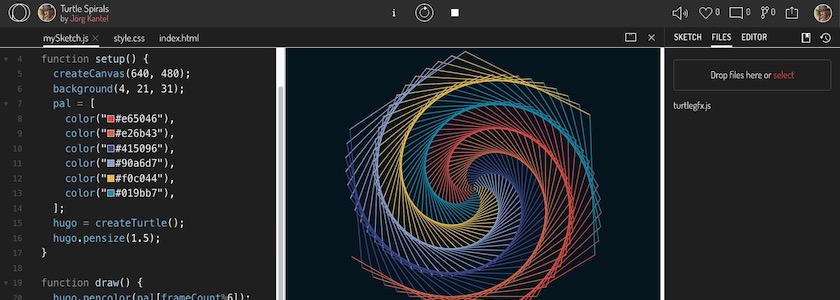 Turtle Spirals
by Jörg Kantel
i
0
0
0
mySketch.js
style.css
index.html
SKETCH
FILES
EDITOR
4 function setup() {
5 createCanvas(640, 480);
6 background(4, 21, 31);
7 pal = [
8 color("#e65046"),
9 color("#e26b43"),
10 color("#415096"),
11 color("#90a6d7"),
12 color("#f0c044"),
13 color("#019bb7"),
14 ];
15 hugo = createTurtle();
16 hugo.pensize(1.5);
17 }
18
19 function draw() {
20 hugo.pencolor(pal[frameCount%6]);
Drop files here or select
turtlegfx.js